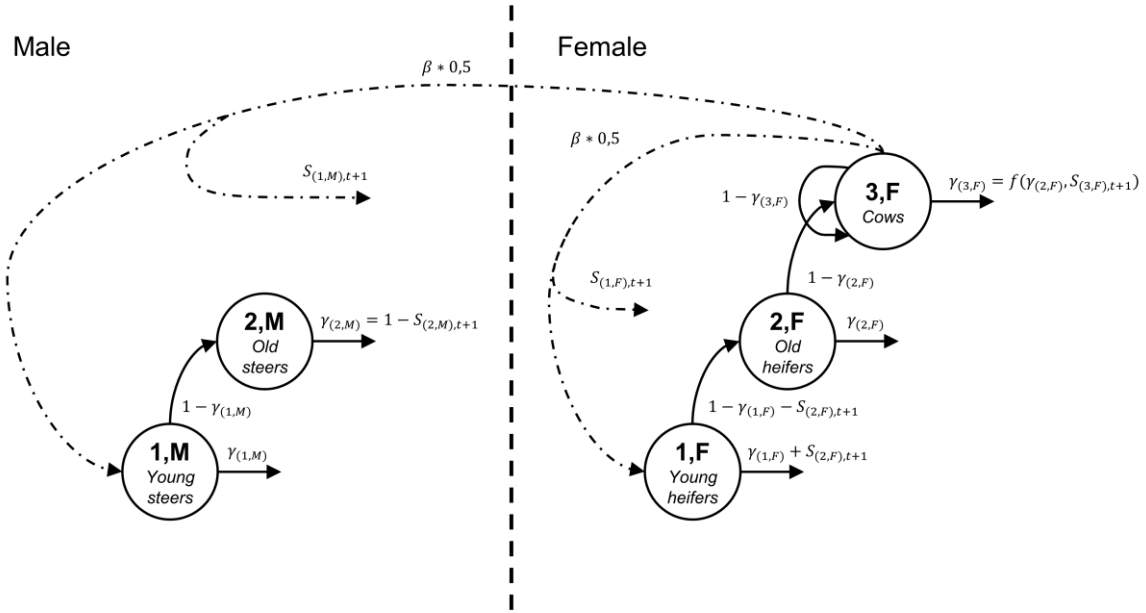 Male
Female
β ∗ 0,5
β ∗ 0,5
S(1,M),t+1
3,F
Cows
γ(3,F) = f(γ(2,F), S(3,F),t+1)
1 − γ(3,F)
S(1,F),t+1
1 − γ(2,F)
2,M
Old
steers
γ(2,M) = 1 − S(2,M),t+1
2,F
Old
heifers
γ(2,F)
1 − γ(1,M)
1 − γ(1,F) − S(2,F),t+1
1,M
Young
steers
γ(1,M)
1,F
Young
heifers
γ(1,F) + S(2,F),t+1